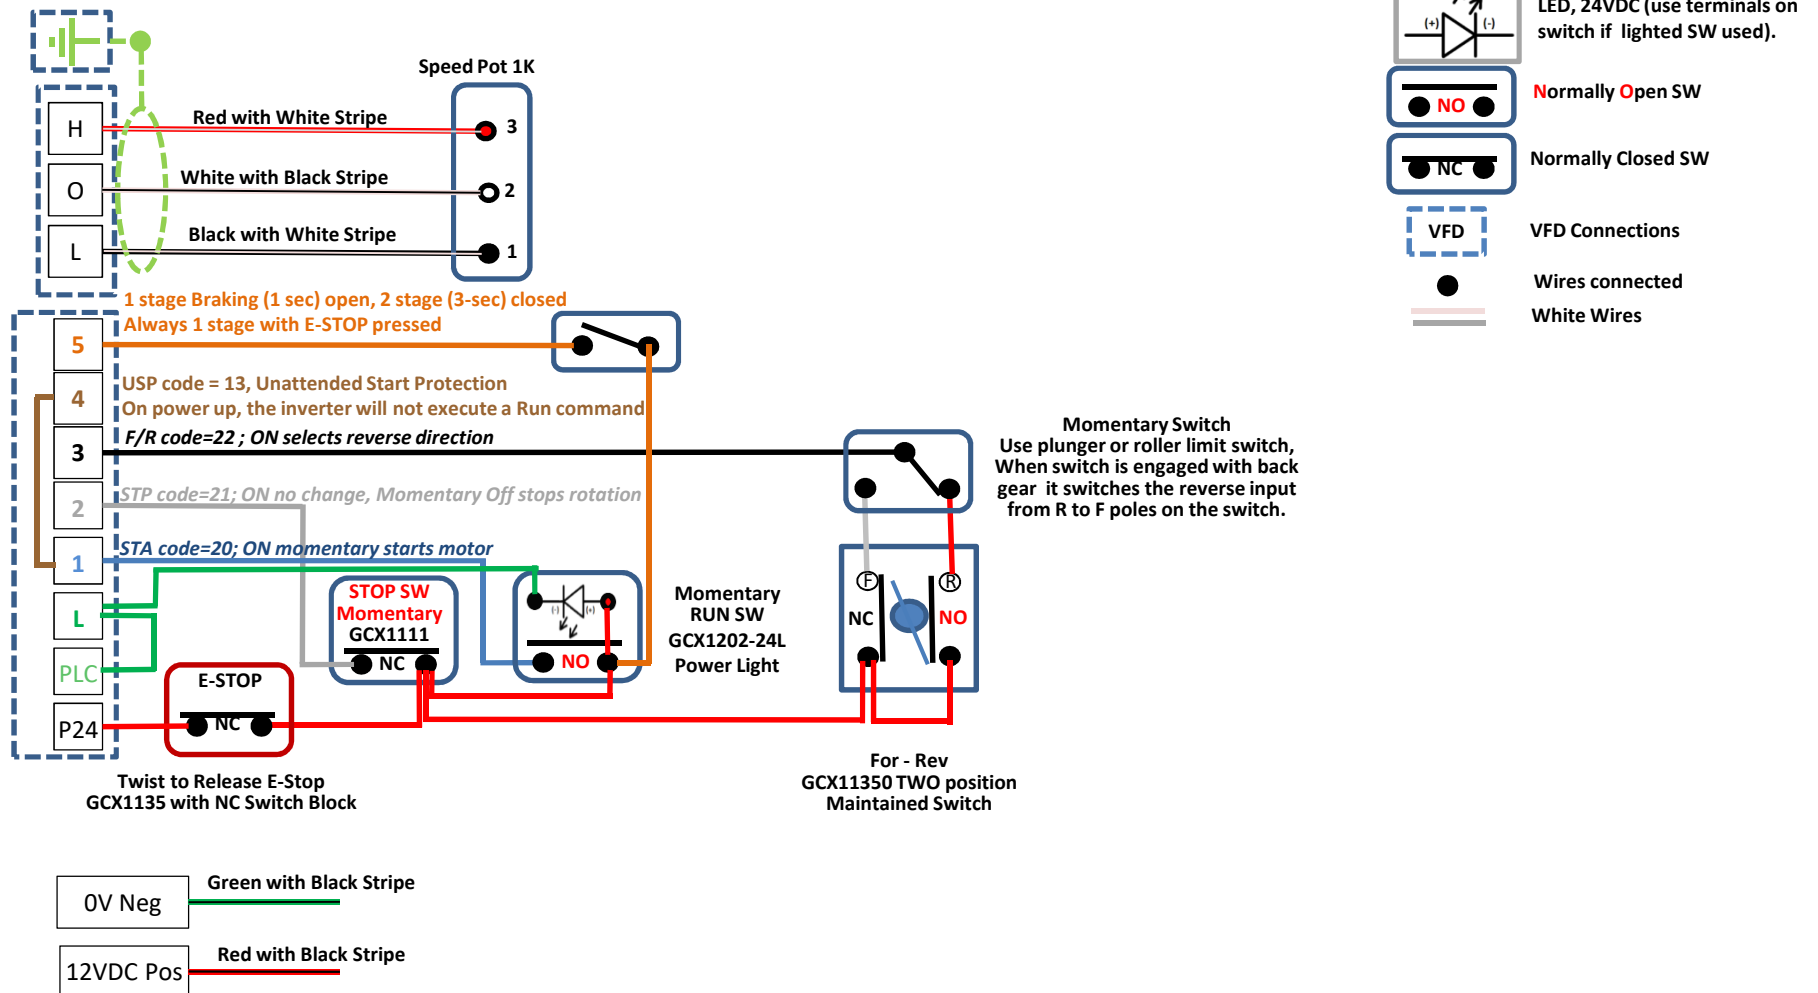 LED, 24VDC (use terminals on
switch if lighted SW used).
(+) (-)
Normally Open SW
NO
Normally Closed SW
NC
VFD
VFD Connections
Wires connected
White Wires
Speed Pot 1K
H
Red with White Stripe
3
O
White with Black Stripe
2
L
Black with White Stripe
1
1 stage Braking (1 sec) open, 2 stage (3-sec) closed
Always 1 stage with E-STOP pressed
5
USP code = 13, Unattended Start Protection
4
On power up, the inverter will not execute a Run command
F/R code=22 ; ON selects reverse direction
3
STP code=21; ON no change, Momentary Off stops rotation
2
STA code=20; ON momentary starts motor
1
L
PLC
P24
STOP SW
Momentary
GCX1111
NC
(-) (+)
NO
Momentary
RUN SW
GCX1202-24L
Power Light
E-STOP
NC
Twist to Release E-Stop
GCX1135 with NC Switch Block
Momentary Switch
Use plunger or roller limit switch,
When switch is engaged with back
gear it switches the reverse input
from R to F poles on the switch.
F R
NC NO
For - Rev
GCX11350 TWO position
Maintained Switch
0V Neg
Green with Black Stripe
12VDC Pos
Red with Black Stripe